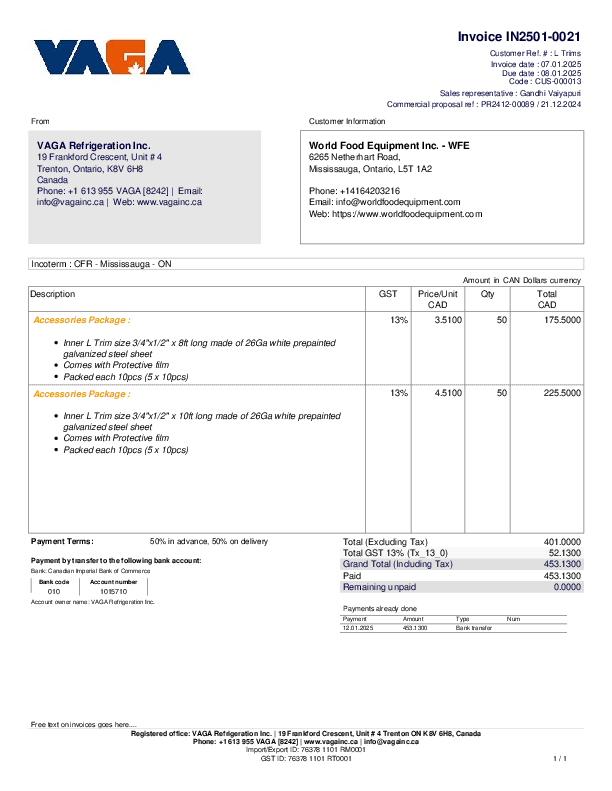 VAGA
Invoice IN2501-0021
Customer Ref. # : L Trims
Invoice date : 07.01.2025
Due date : 08.01.2025
Code : CUS-000013
Sales representative : Gandhi Vaiyapuri
Commercial proposal ref : PR2412-00089 / 21.12.2024
From
VAGA Refrigeration Inc.
19 Frankford Crescent, Unit # 4
Trenton, Ontario, K8V 6H8
Canada
Phone: +1 613 955 VAGA [8242] | Email:
info@vagainc.ca | Web: www.vagainc.ca
Customer Information
World Food Equipment Inc. - WFE
6265 Netherhart Road,
Mississauga, Ontario, L5T 1A2
Phone: +14164203216
Email: info@worldfoodequipment.com
Web: https://www.worldfoodequipment.com
Incoterm : CFR - Mississauga - ON
Amount in CAN Dollars currency
Description GST Price/Unit CAD Qty Total CAD
Accessories Package : 13% 3.5100 50 175.5000
• Inner L Trim size 3/4"x1/2" x 8ft long made of 26Ga white prepainted
galvanized steel sheet
• Comes with Protective film
• Packed each 10pcs (5 x 10pcs)
Accessories Package : 13% 4.5100 50 225.5000
• Inner L Trim size 3/4"x1/2" x 10ft long made of 26Ga white prepainted
galvanized steel sheet
• Comes with Protective film
• Packed each 10pcs (5 x 10pcs)
Payment Terms: 50% in advance, 50% on delivery
Payment by transfer to the following bank account:
Bank: Canadian Imperial Bank of Commerce
Bank code Account number
010 1015710
Account owner name: VAGA Refrigeration Inc.
Total (Excluding Tax) 401.0000
Total GST 13% (Tx_13_0) 52.1300
Grand Total (Including Tax) 453.1300
Paid 453.1300
Remaining unpaid 0.0000
Payments already done
Payment Amount Type Num
12.01.2025 453.1300 Bank transfer
Free text on invoices goes here....
Registered office: VAGA Refrigeration Inc. | 19 Frankford Crescent, Unit # 4 Trenton ON K8V 6H8, Canada
Phone: +1 613 955 VAGA [8242] | www.vagainc.ca | info@vagainc.ca
Import/Export ID: 76378 1101 RM0001
GST ID: 76378 1101 RT0001
1 / 1